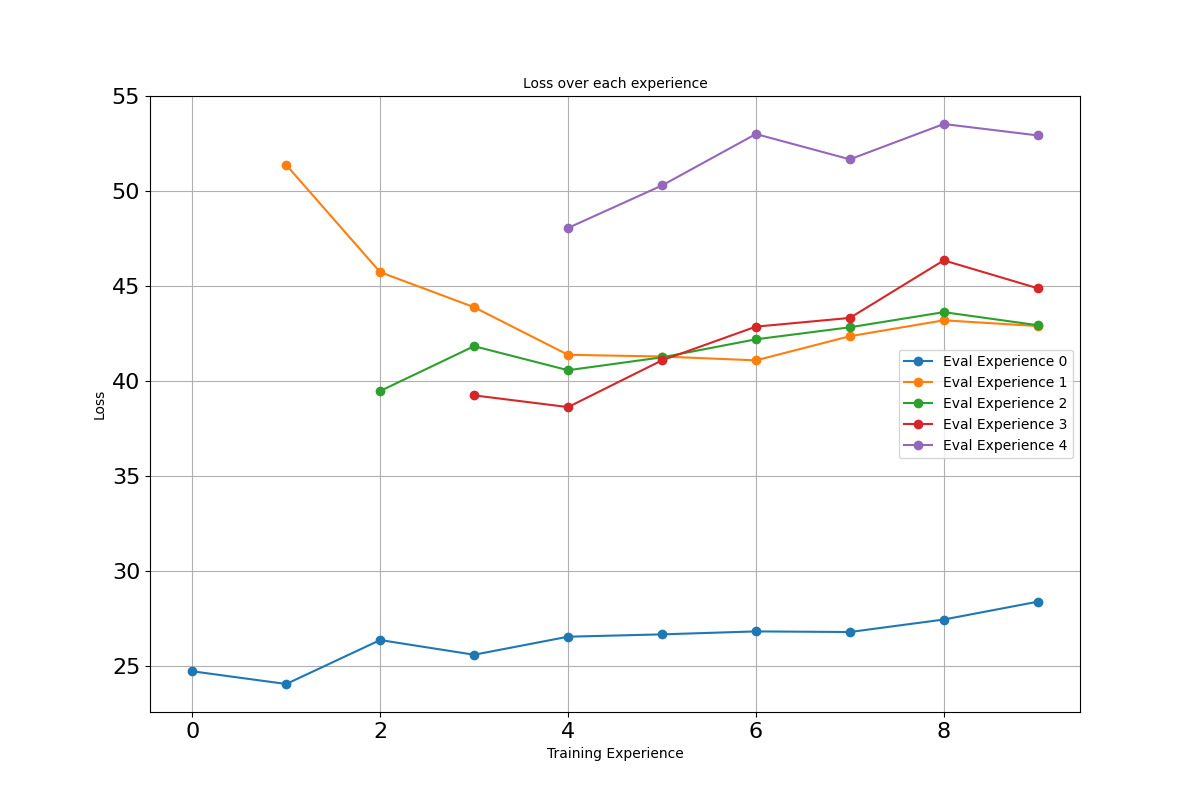 Loss over each experience
55
50
45
40
35
30
25
Loss
Eval Experience 0
Eval Experience 1
Eval Experience 2
Eval Experience 3
Eval Experience 4
0 2 4 6 8
Training Experience